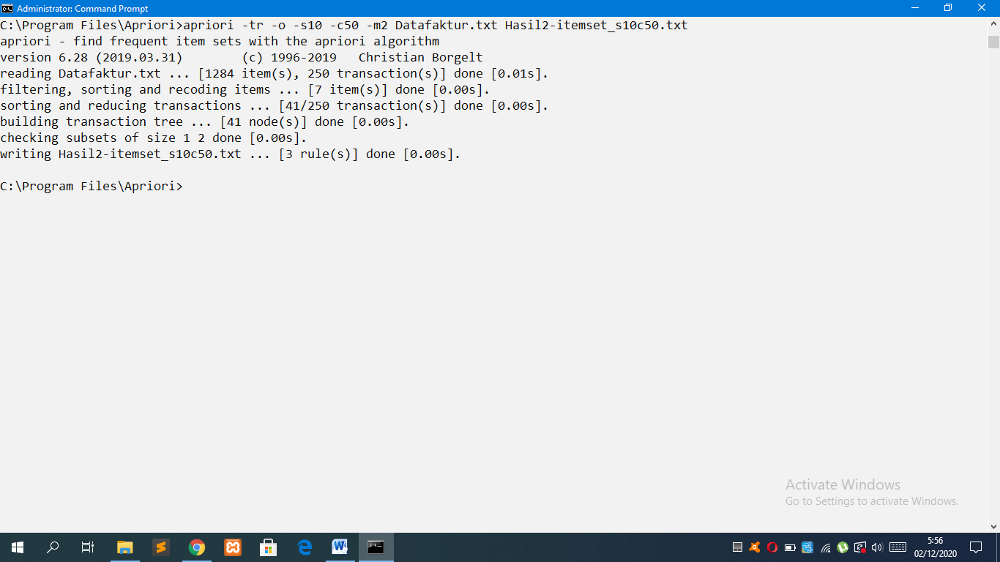 Administrator: Command Prompt
C:\Program Files\Apriori>apriori -tr -o -s10 -c50 -m2 Datafaktur.txt Hasil2-itemset_s10c50.txt
apriori - find frequent item sets with the apriori algorithm
version 6.28 (2019.03.31)        (c) 1996-2019   Christian Borgelt
reading Datafaktur.txt ... [1284 item(s), 250 transaction(s)] done [0.01s].
filtering, sorting and recoding items ... [7 item(s)] done [0.00s].
sorting and reducing transactions ... [41/250 transaction(s)] done [0.00s].
building transaction tree ... [41 node(s)] done [0.00s].
checking subsets of size 1 2 done [0.00s].
writing Hasil2-itemset_s10c50.txt ... [3 rule(s)] done [0.00s].
C:\Program Files\Apriori>
Activate Windows
Go to Settings to activate Windows.
5:56
02/12/2020